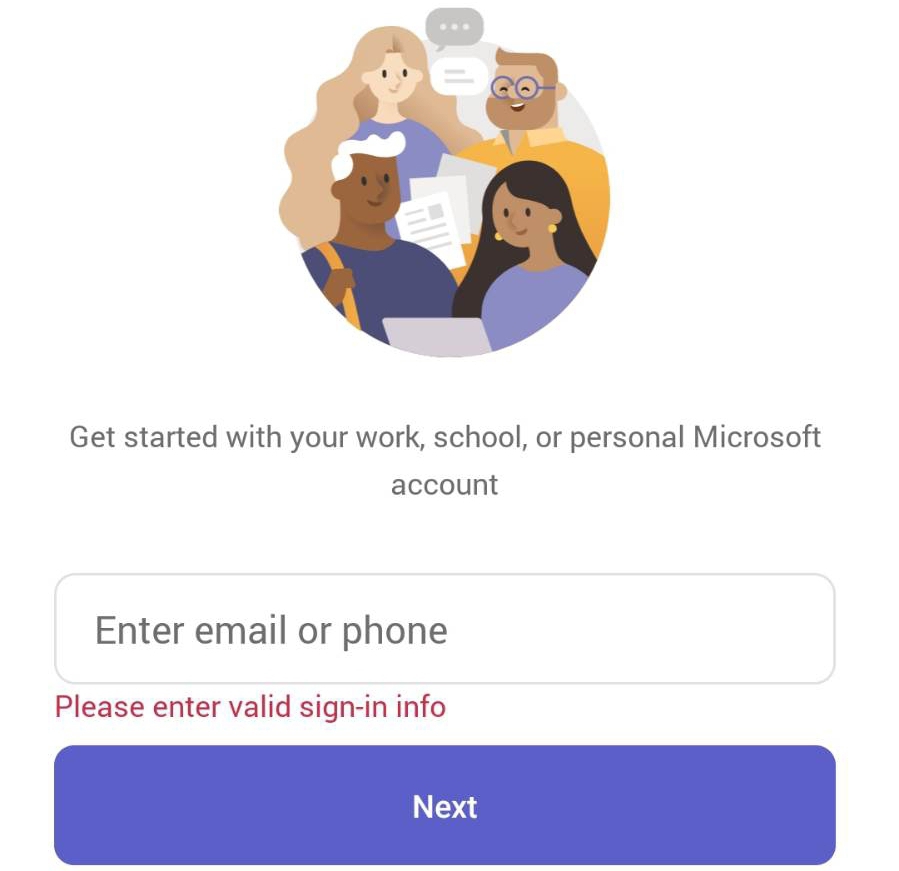 Get started with your work, school, or personal Microsoft
account
Enter email or phone
Please enter valid sign-in info
Next